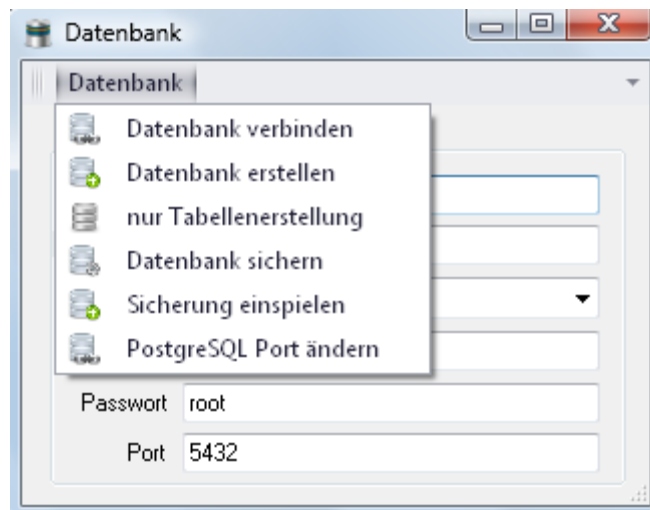 Datenbank
Datenbank
Datenbank verbinden
Datenbank erstellen
nur Tabellenerstellung
Datenbank sichern
Sicherung einspielen
PostgreSQL Port ändern
Passwort root
Port 5432